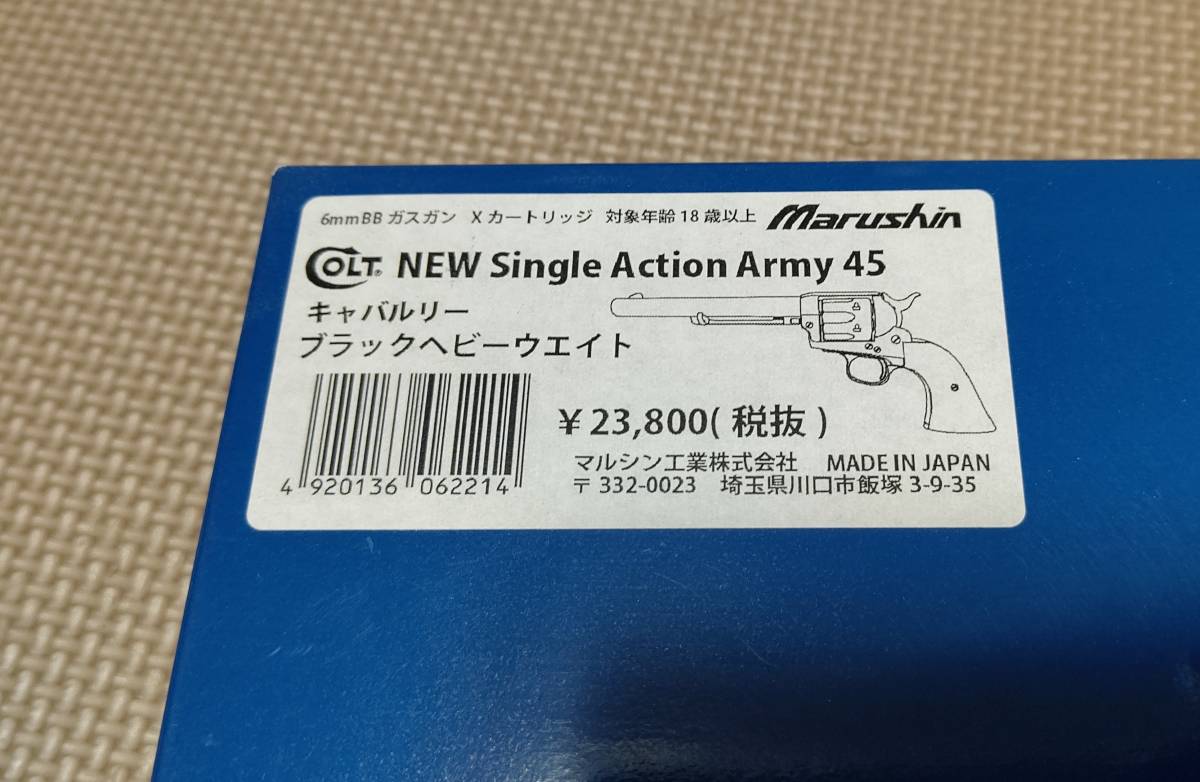 6mmBB ガスガン Xカートリッジ 対象年齢18歳以上 Marushin
COLT® NEW Single Action Army 45
キャバルリー
ブラックヘビーウエイト
¥23,800(税抜)
マルシン工業株式会社 MADE IN JAPAN
〒332-0023 埼玉県川口市飯塚3-9-35
4 920136 062214